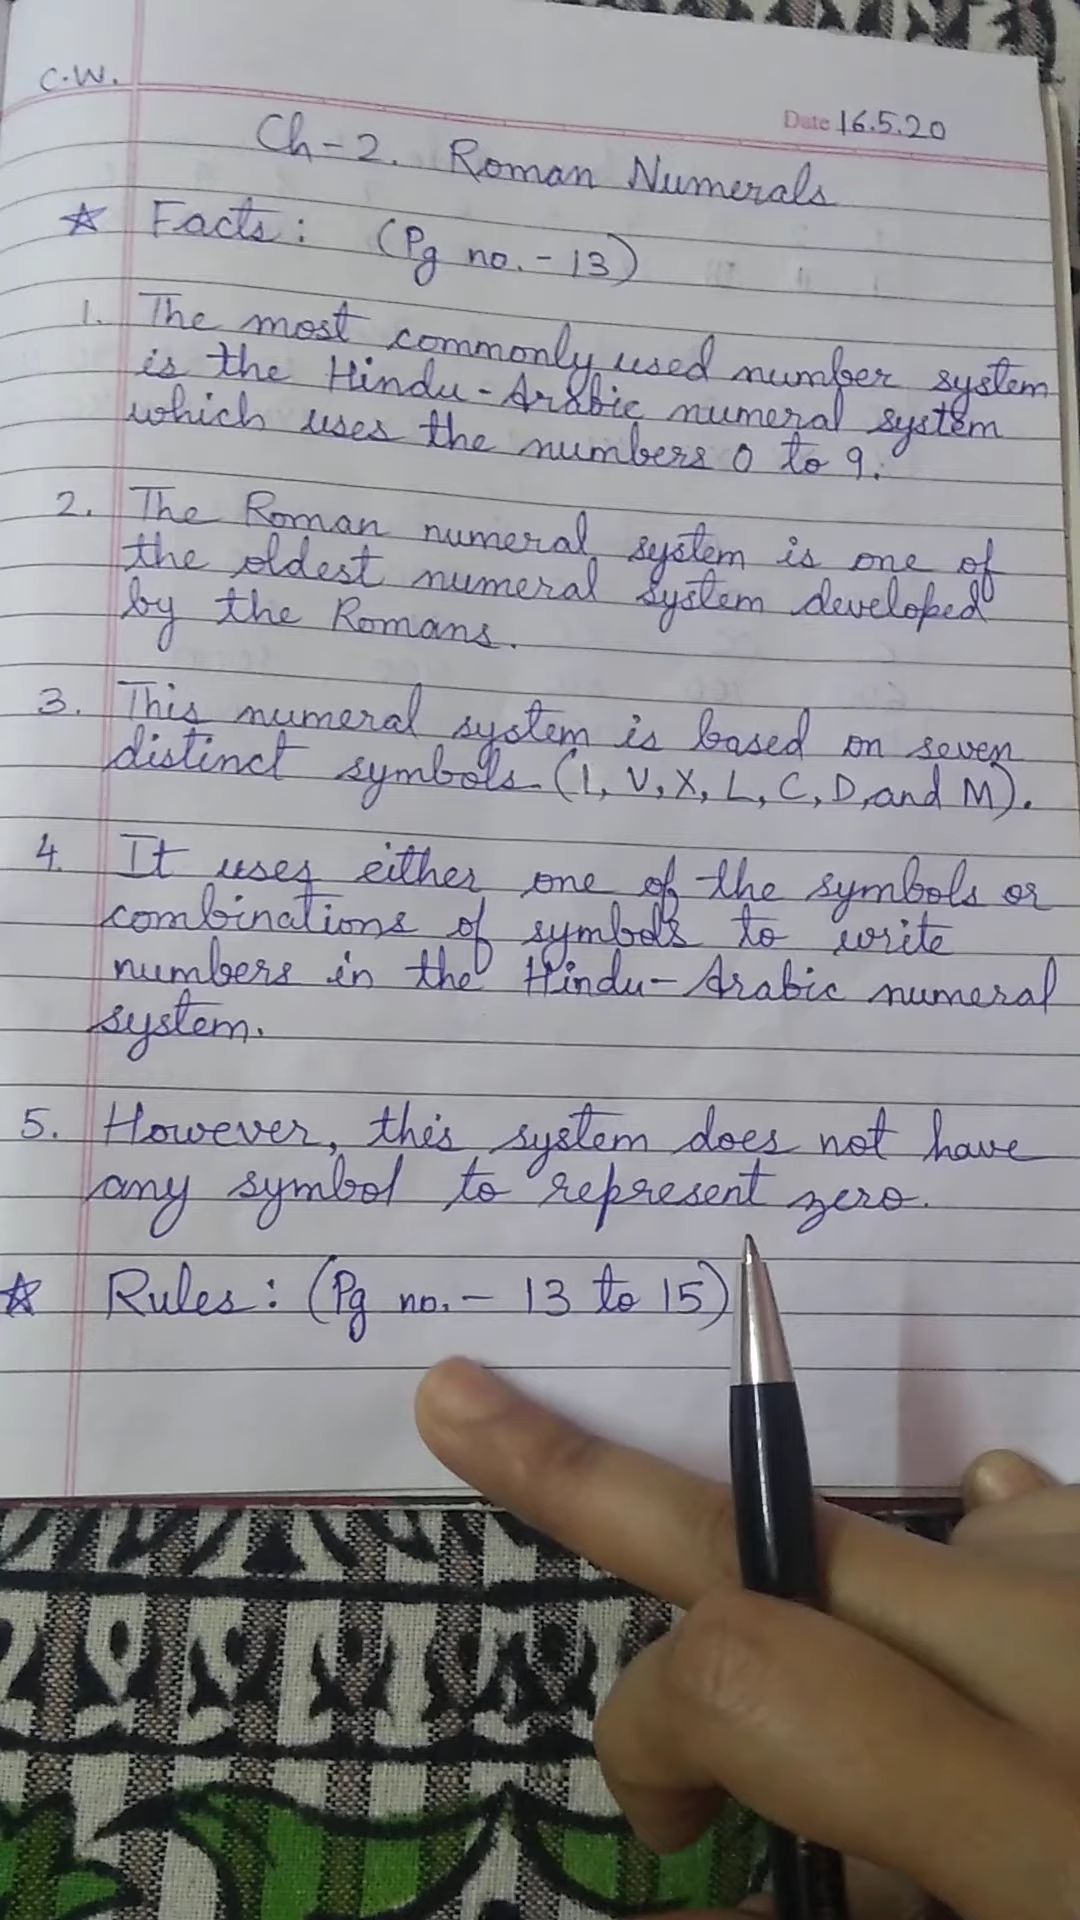 C.W.
Date 16.5.20
Ch-2. Roman Numerals
☆ Facts: (Pg no. - 13)
1. The most commonly used number system
is the Hindu-Arabic numeral system
which uses the numbers 0 to 9.
2. The Roman numeral system is one of
the oldest numeral system developed
by the Romans.
3. This numeral system is based on seven
distinct symbols (I, V, X, L, C, D, and M).
4. It uses either one of the symbols or
combinations of symbols to write
numbers in the Hindu-Arabic numeral
system.
5. However, this system does not have
any symbol to represent zero.
☆ Rules: (Pg no. - 13 to 15)